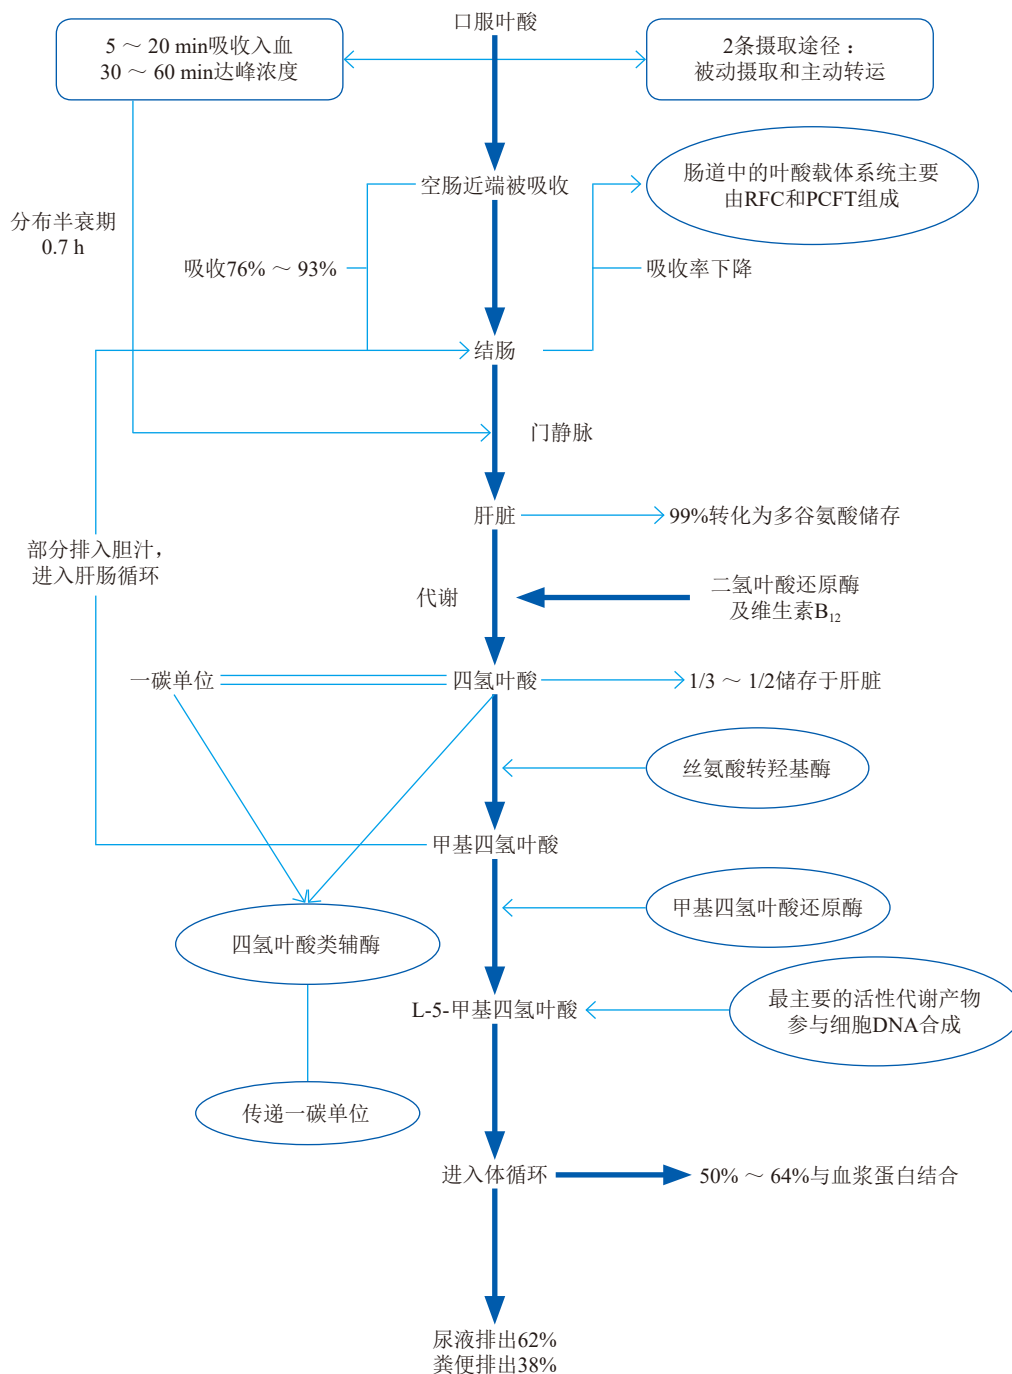 口服叶酸
5～20 min吸收入血
30～60 min达峰浓度
2条摄取途径：
被动摄取和主动转运
空肠近端被吸收
肠道中的叶酸载体系统主要
由RFC和PCFT组成
分布半衰期
0.7 h
吸收76%～93%
吸收率下降
结肠
门静脉
肝脏
99%转化为多谷氨酸储存
部分排入胆汁，
进入肝肠循环
代谢
二氢叶酸还原酶
及维生素B₁₂
一碳单位
四氢叶酸
1/3～1/2储存于肝脏
丝氨酸转羟基酶
甲基四氢叶酸
甲基四氢叶酸还原酶
四氢叶酸类辅酶
L-5-甲基四氢叶酸
最主要的活性代谢产物
参与细胞DNA合成
传递一碳单位
进入体循环
50%～64%与血浆蛋白结合
尿液排出62%
粪便排出38%